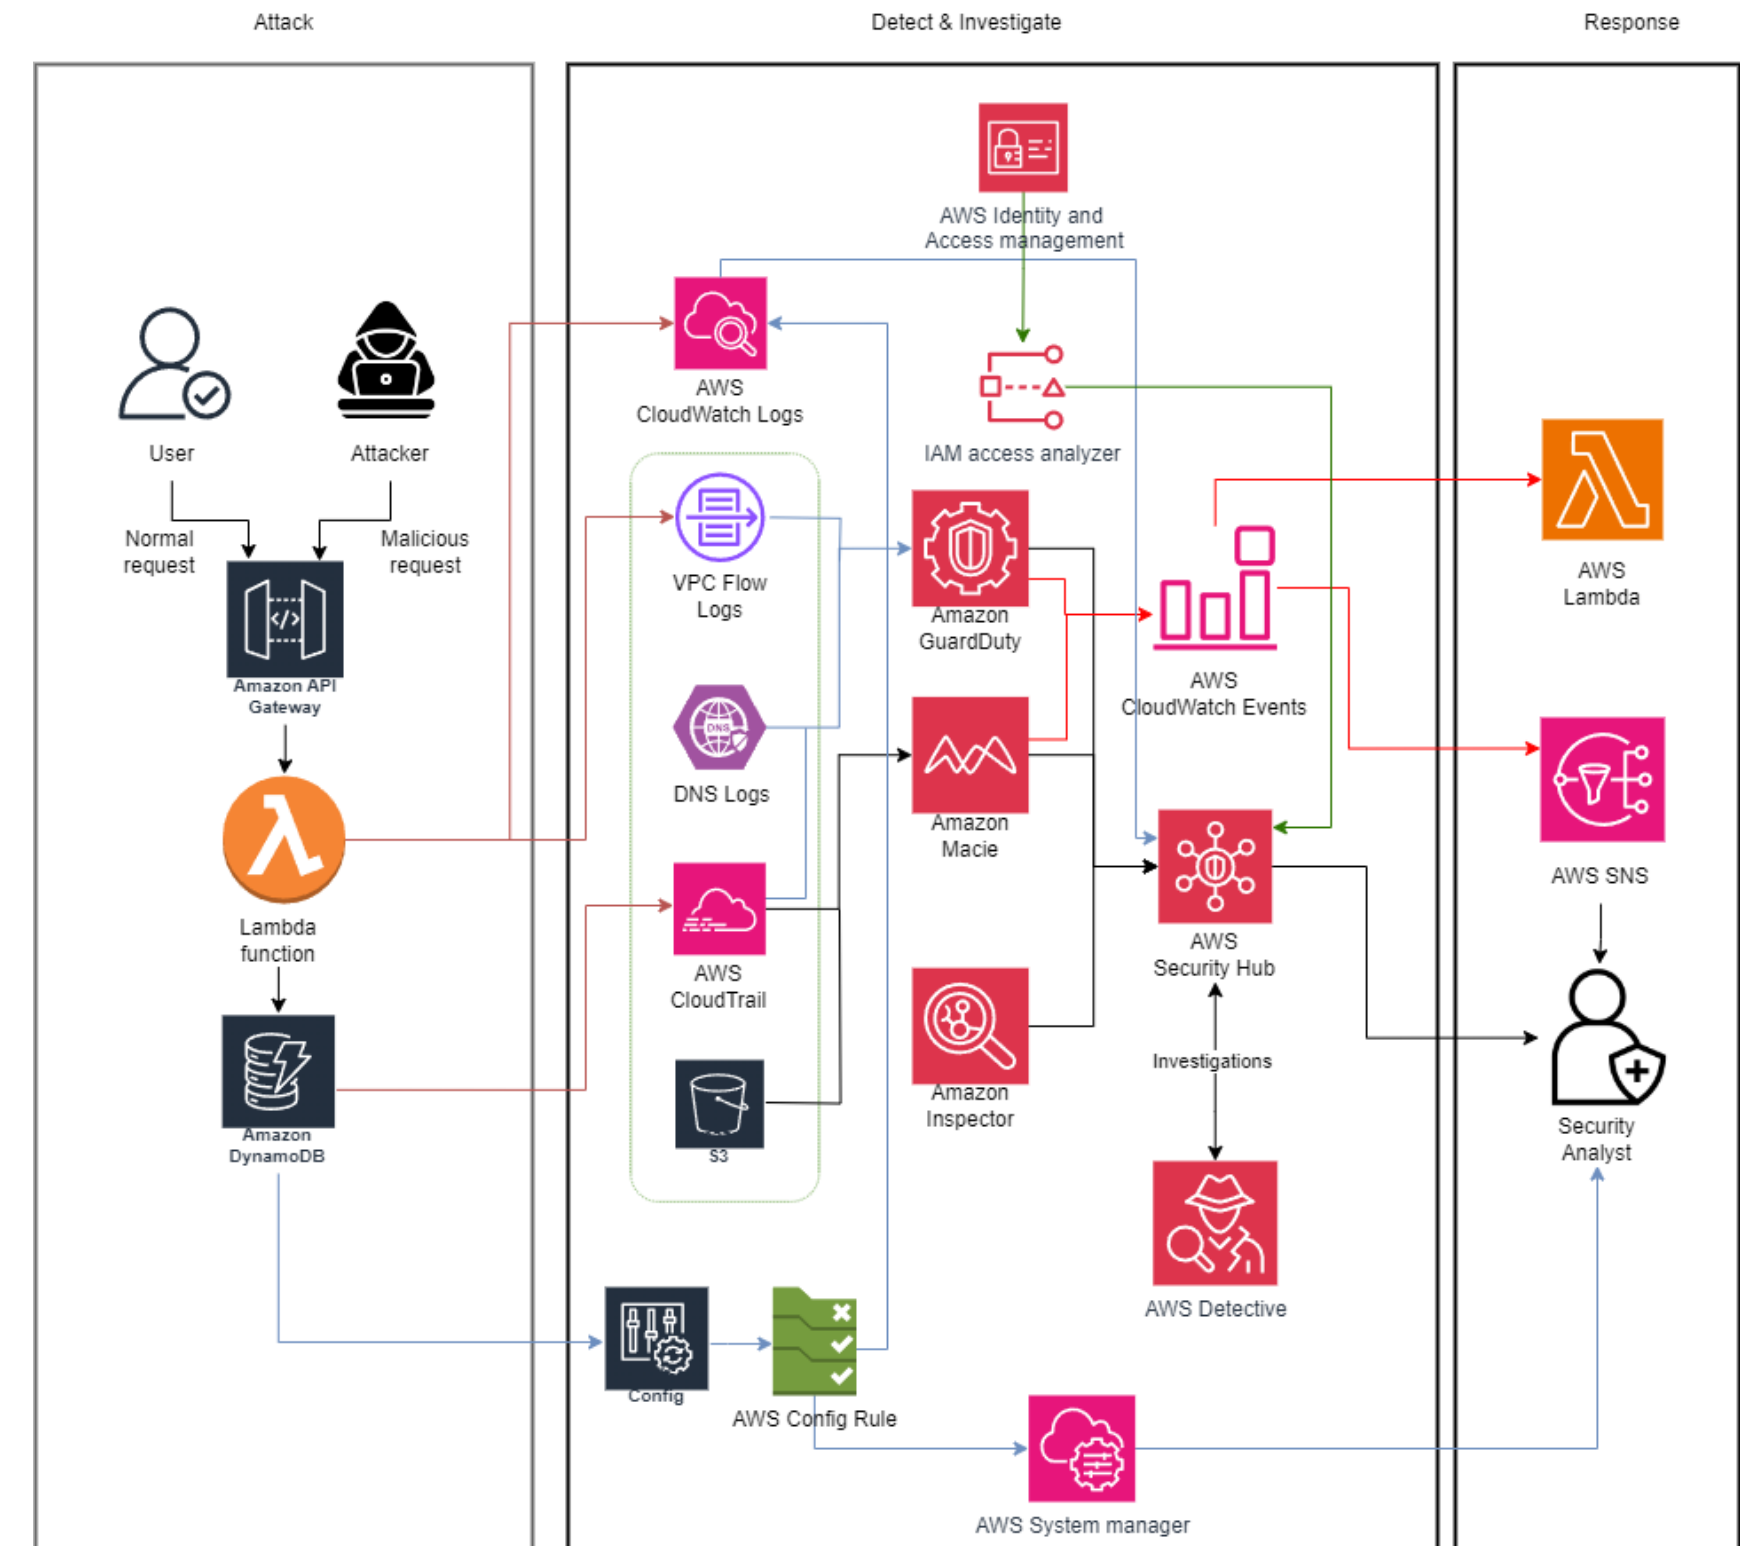 Attack
Detect & Investigate
Response
User
Attacker
Normal
request
Malicious
request
Amazon API
Gateway
Lambda
function
Amazon
DynamoDB
AWS Identity and
Access management
AWS
CloudWatch Logs
IAM access analyzer
VPC Flow
Logs
Amazon
GuardDuty
DNS
DNS Logs
Amazon
Macie
AWS
CloudTrail
S3
Amazon
Inspector
AWS
CloudWatch Events
AWS
Security Hub
Investigations
AWS Detective
Config
AWS Config Rule
AWS System manager
AWS
Lambda
AWS SNS
Security
Analyst